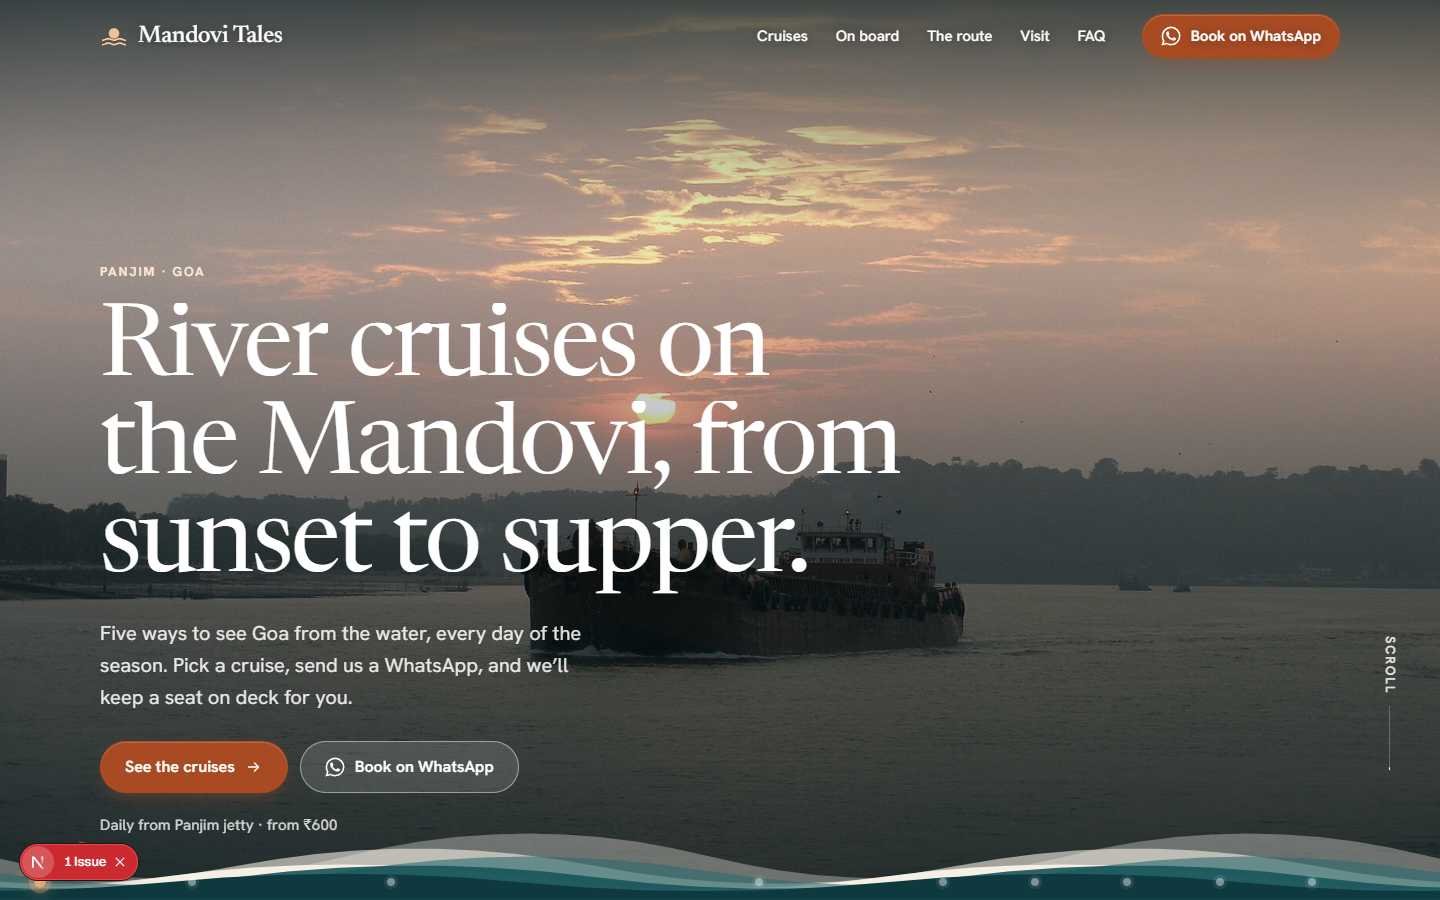 Mandovi Tales
Cruises
On board
The route
Visit
FAQ
Book on WhatsApp
PANJIM · GOA
River cruises on
the Mandovi, from
sunset to supper.
Five ways to see Goa from the water, every day of the
season. Pick a cruise, send us a WhatsApp, and we’ll
keep a seat on deck for you.
SCROLL
See the cruises →
Book on WhatsApp
Daily from Panjim jetty · from ₹600
N
1 Issue